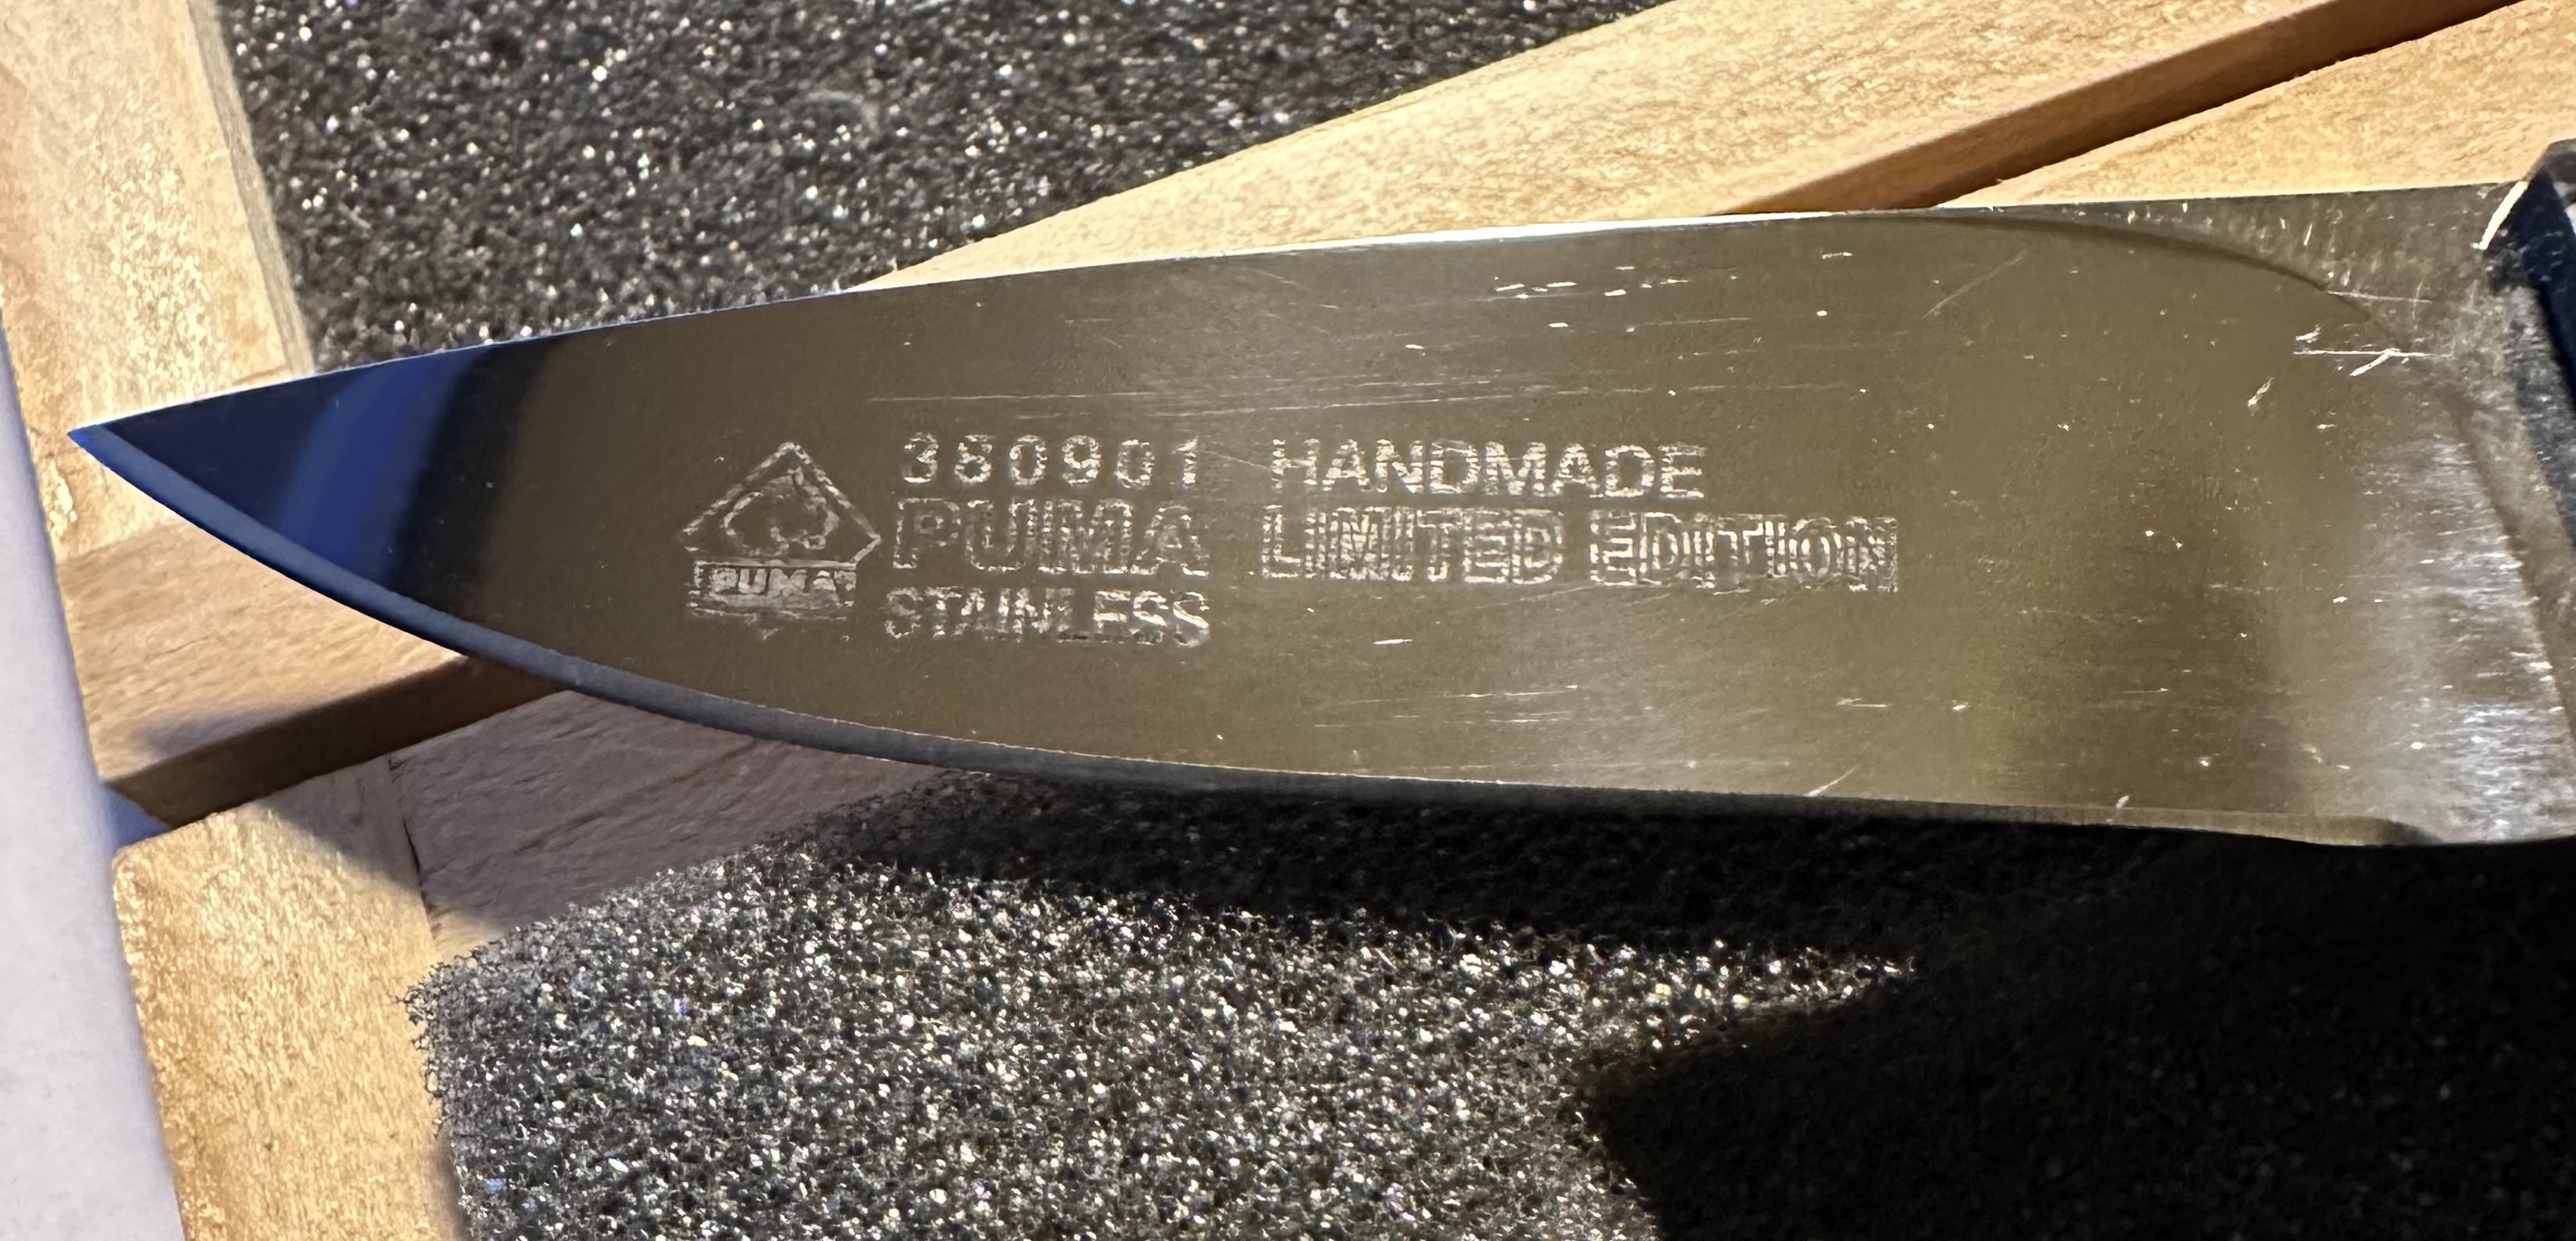 380901 HANDMADE
PUMA LIMITED EDITION
STAINLESS
PUMA